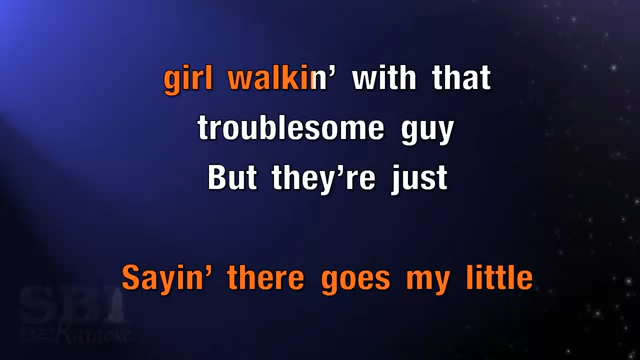 girl walkin’ with that
troublesome guy
But they’re just
Sayin’ there goes my little
SBI
Karaoke